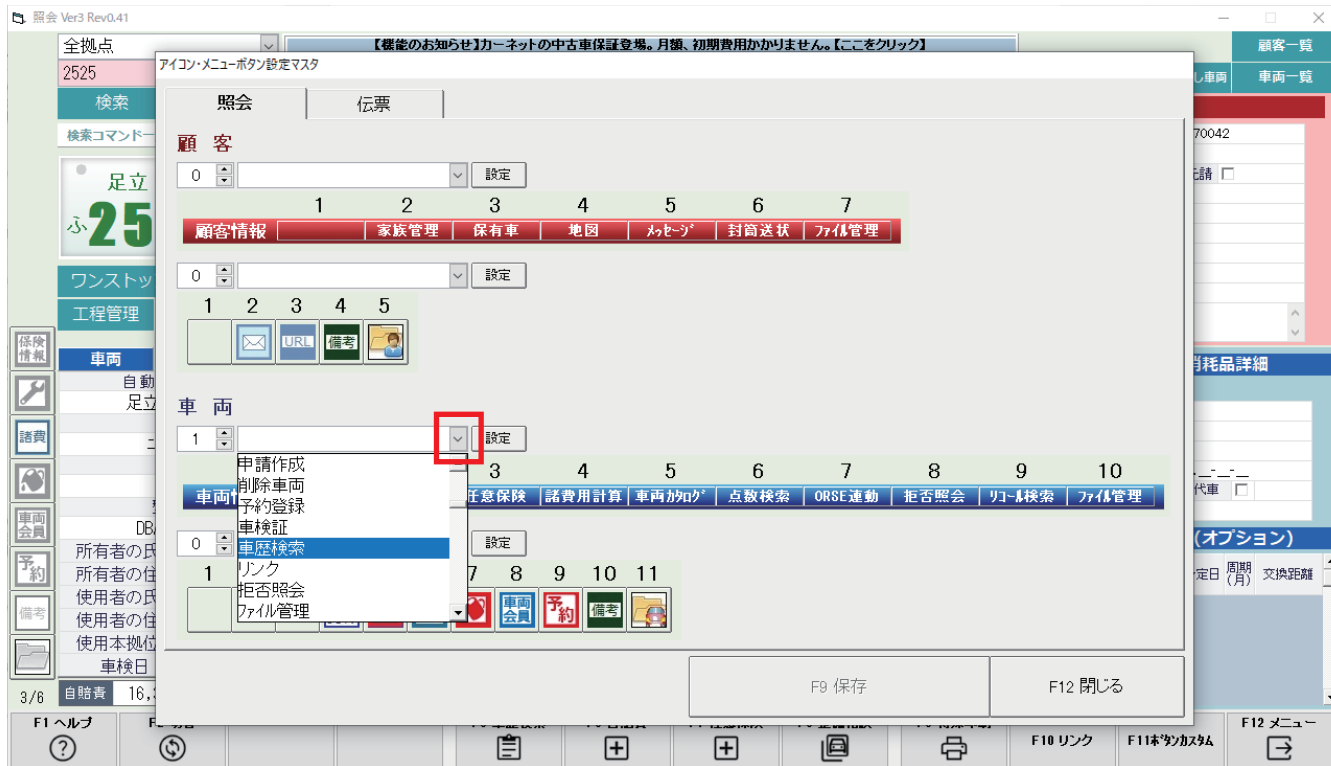 照会 Ver3 Rev0.41
全拠点
【機能のお知らせ】カーネットの中古車保証登場。月額、初期費用かかりません。【ここをクリック】
顧客一覧
2525
アイコン・メニューボタン設定マスタ
し車両
車両一覧
検索
照会
伝票
検索コマンドー
70042
顧 客
0
設定
足立
1 2 3 4 5 6 7
ふ 25
顧客情報 家族管理 保有車 地図 メッセージ 封筒送状 ファイル管理
0
設定
ワンストッ
1 2 3 4 5
工程管理
URL 備考
保険情報
車両
消耗品詳細
自動
足立
車 両
諸費
1
設定
申請作成
3 4 5 6 7 8 9 10
削除車両
任意保険 諸費用計算 車両カタログ 点数検索 ORSE連動 拒否照会 リコール検索 ファイル管理
代車
予約登録
車両会員
車検証
DBA
0
設定
(オプション)
所有者の氏
車歴検索
予約
所有者の住
リンク
1
7 8 9 10 11
定日 周期(月) 交換距離
使用者の氏
拒否照会
備考
使用者の住
ファイル管理
車両会員 予約 備考
使用本拠位
車検日
3/6
自賠責 16,
F9 保存
F12 閉じる
F1 ヘルプ
F10 リンク
F11ボタンカスタム
F12 メニュー